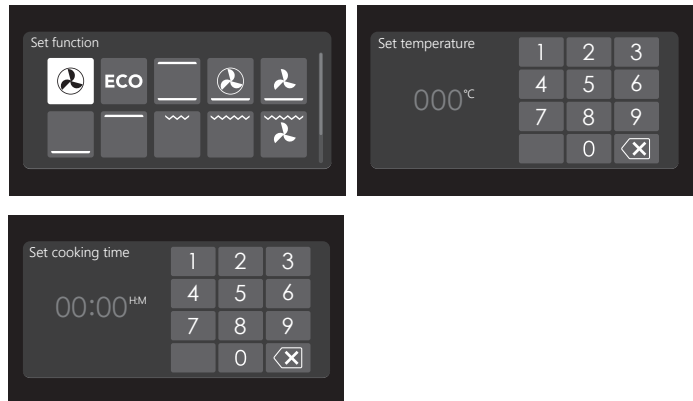 Set function
ECO
Set temperature
000°C
1 2 3
4 5 6
7 8 9
0
Set cooking time
00:00 H:M
1 2 3
4 5 6
7 8 9
0